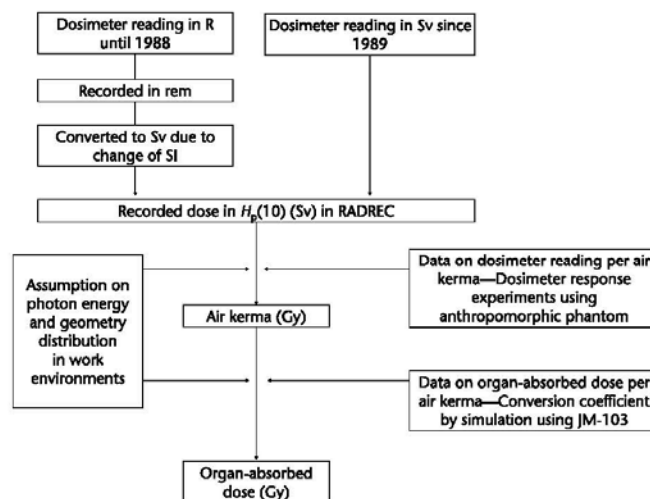 Dosimeter reading in R
until 1988
Dosimeter reading in Sv since
1989
Recorded in rem
Converted to Sv due to
change of SI
Recorded dose in Hp(10) (Sv) in RADREC
Assumption on
photon energy
and geometry
distribution
in work
environments
Data on dosimeter reading per air
kerma—Dosimeter response
experiments using
anthropomorphic phantom
Air kerma (Gy)
Data on organ-absorbed dose per
air kerma—Conversion coefficient
by simulation using JM-103
Organ-absorbed
dose (Gy)